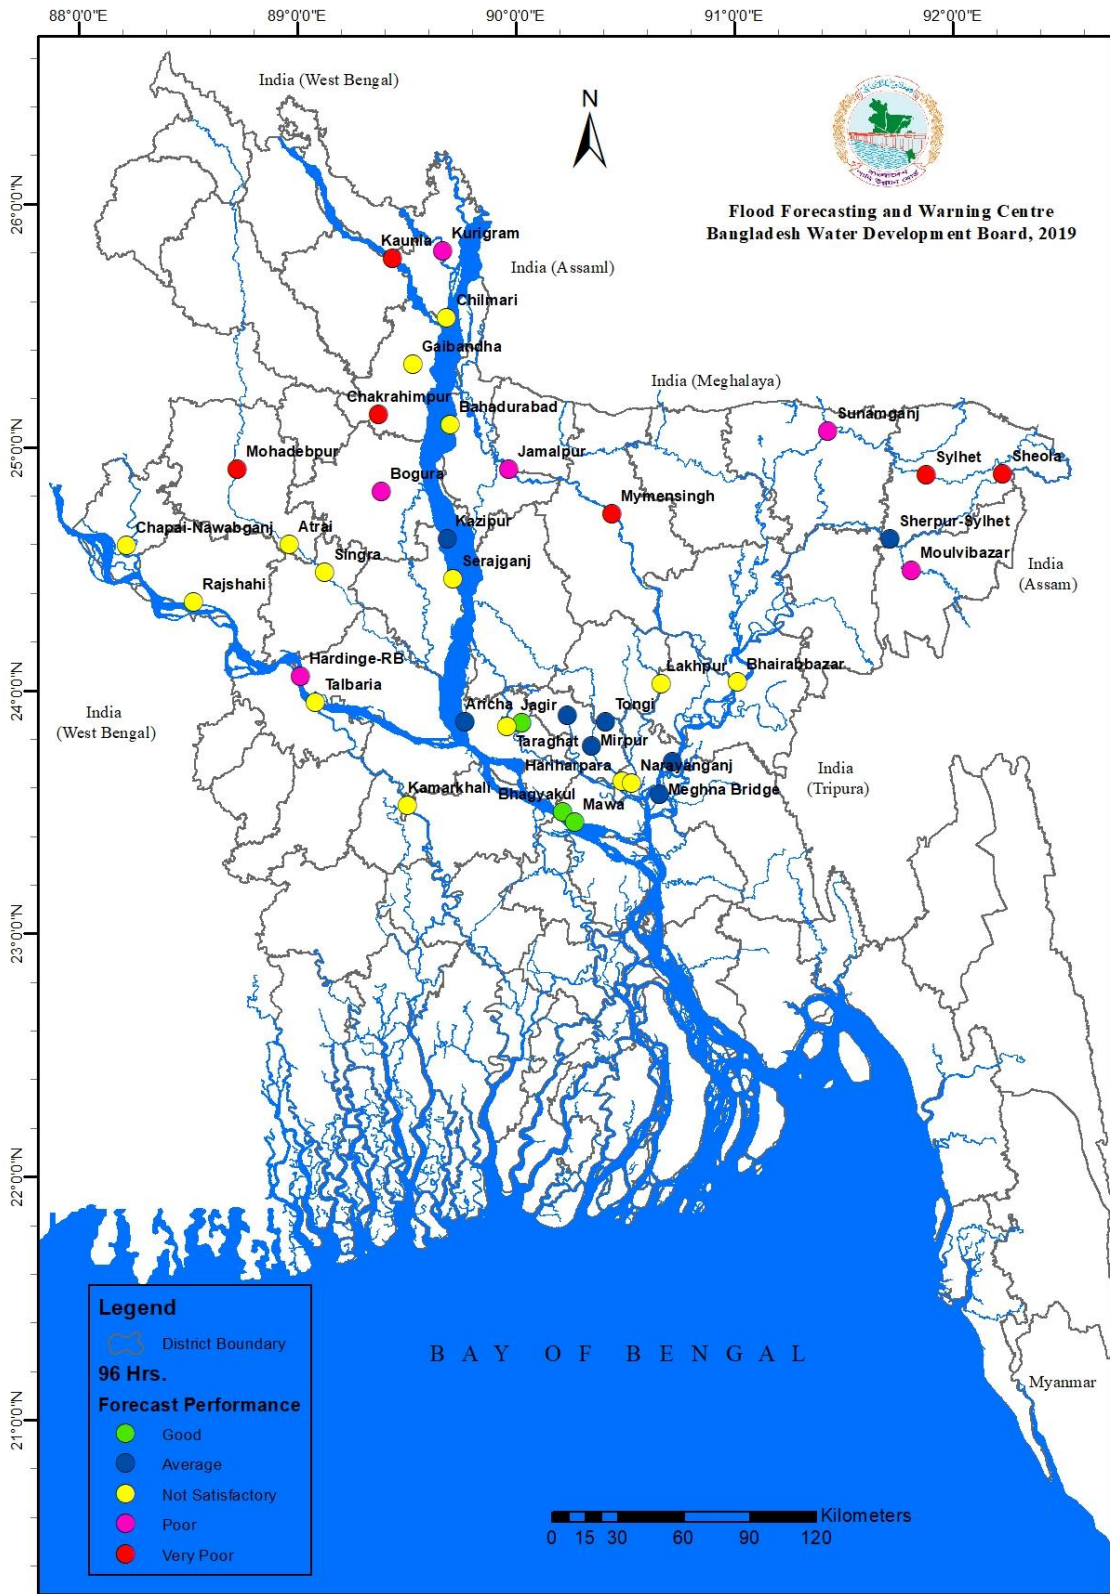 88°0'0"E
89°0'0"E
90°0'0"E
91°0'0"E
92°0'0"E
26°0'0"N
25°0'0"N
24°0'0"N
23°0'0"N
22°0'0"N
21°0'0"N
India (West Bengal)
N
Flood Forecasting and Warning Centre
Bangladesh Water Development Board, 2019
Kaunia
Kurigram
India (Assaml)
Chilmari
Gaibandha
India (Meghalaya)
Chakrahimpur
Bahadurabad
Sunamganj
Mohadebpur
Bogura
Jamalpur
Sylhet
Sheola
Mymensingh
Chapai-Nawabganj
Atrai
Kazipur
Sherpur-Sylhet
Singra
Serajganj
Moulvibazar
India
(Assam)
Rajshahi
Hardinge-RB
Lakhpur
Bhairabbazar
Talbaria
India
(West Bengal)
Aricha
Jagir
Tongi
Taraghat
Mirpur
Hariharpara
Narayanganj
India
(Tripura)
Kamarkhali
Bhagyakul
Mawa
Meghna Bridge
BAY OF BENGAL
Myanmar
Legend
District Boundary
96 Hrs.
Forecast Performance
Good
Average
Not Satisfactory
Poor
Very Poor
Kilometers
0 15 30 60 90 120